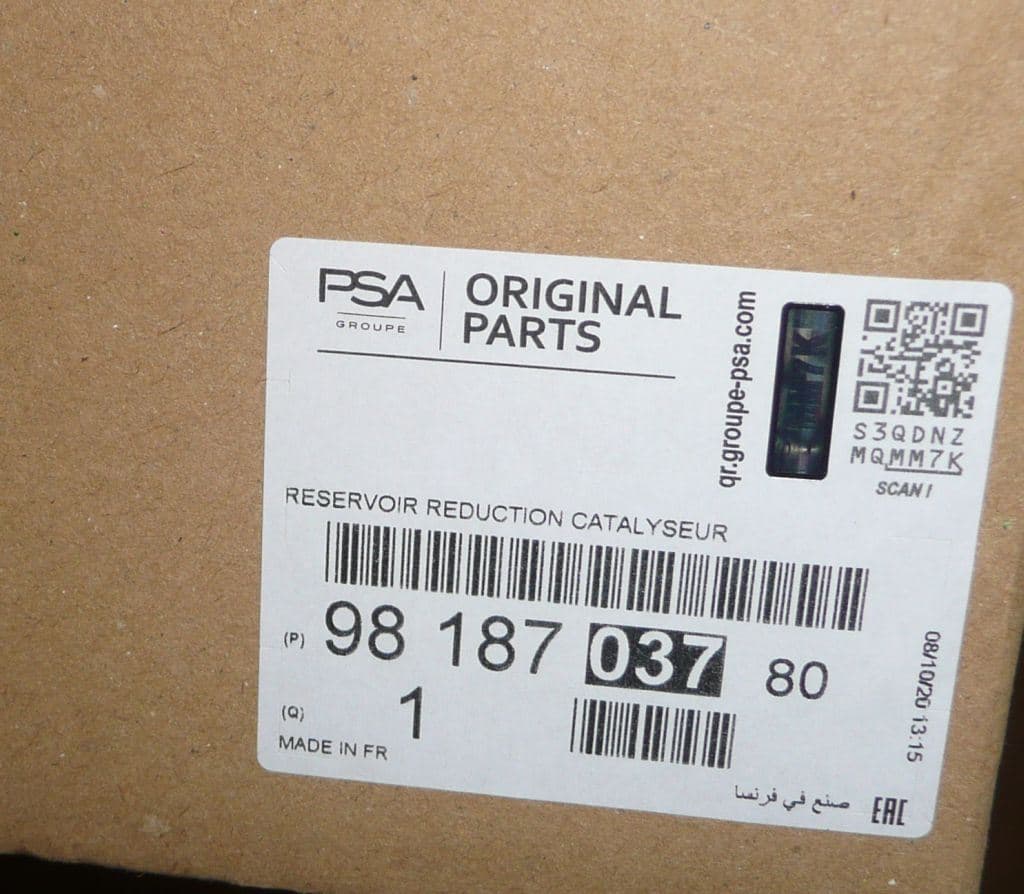 PSA
GROUPE
ORIGINAL
PARTS
qr.groupe-psa.com
S3QDNZ
MQMM7K
SCAN !
RESERVOIR REDUCTION CATALYSEUR
(P) 98 187 037 80
(Q) 1
MADE IN FR
08/10/20 13:15
صنع في فرنسا
EAC